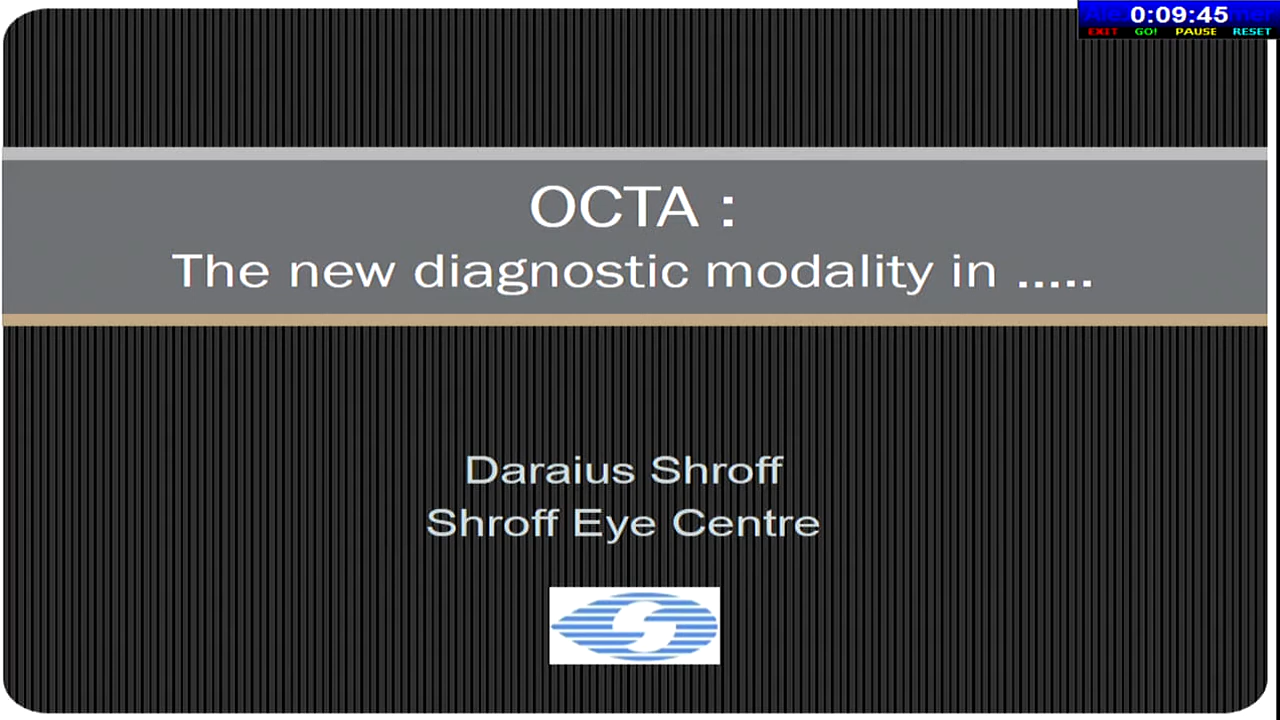 0:09:45
EXIT GO! PAUSE RESET
OCTA :
The new diagnostic modality in .....
Daraius Shroff
Shroff Eye Centre